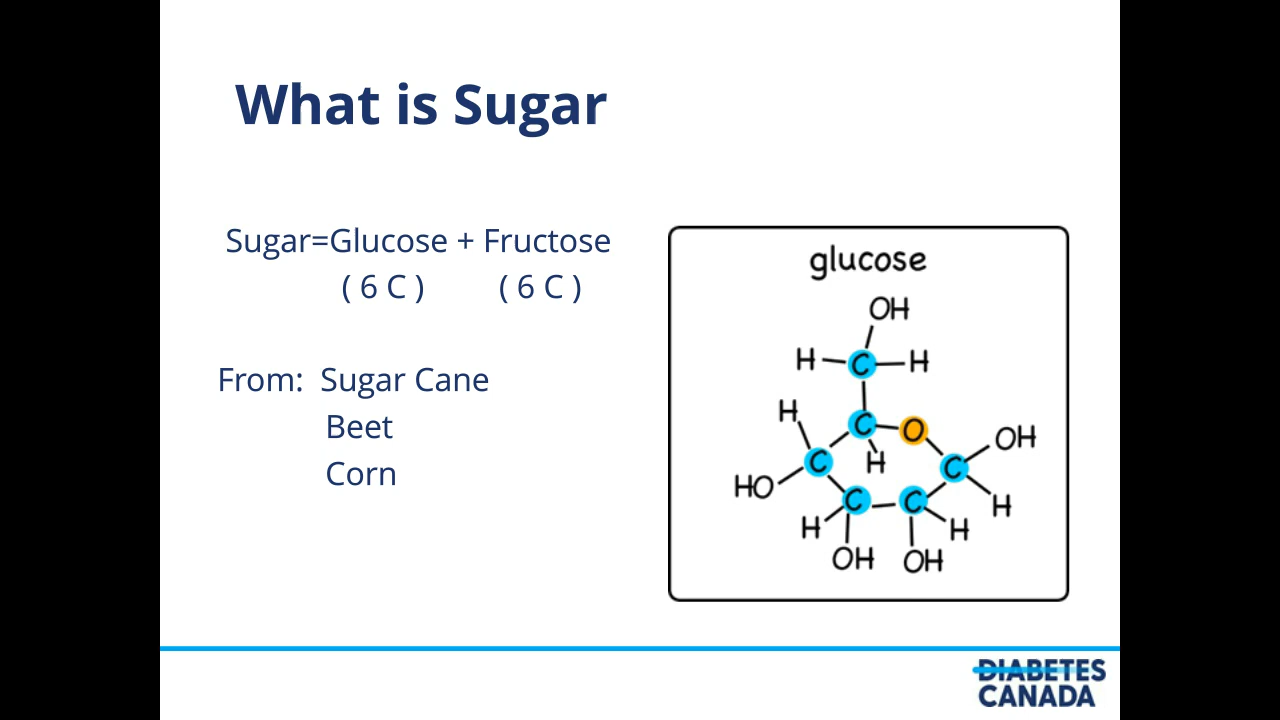 What is Sugar
Sugar=Glucose + Fructose
( 6 C ) ( 6 C )
From: Sugar Cane
Beet
Corn
glucose
OH
H C H
H
C O
OH
C H C
HO
H C C H H
OH OH
DIABETES
CANADA